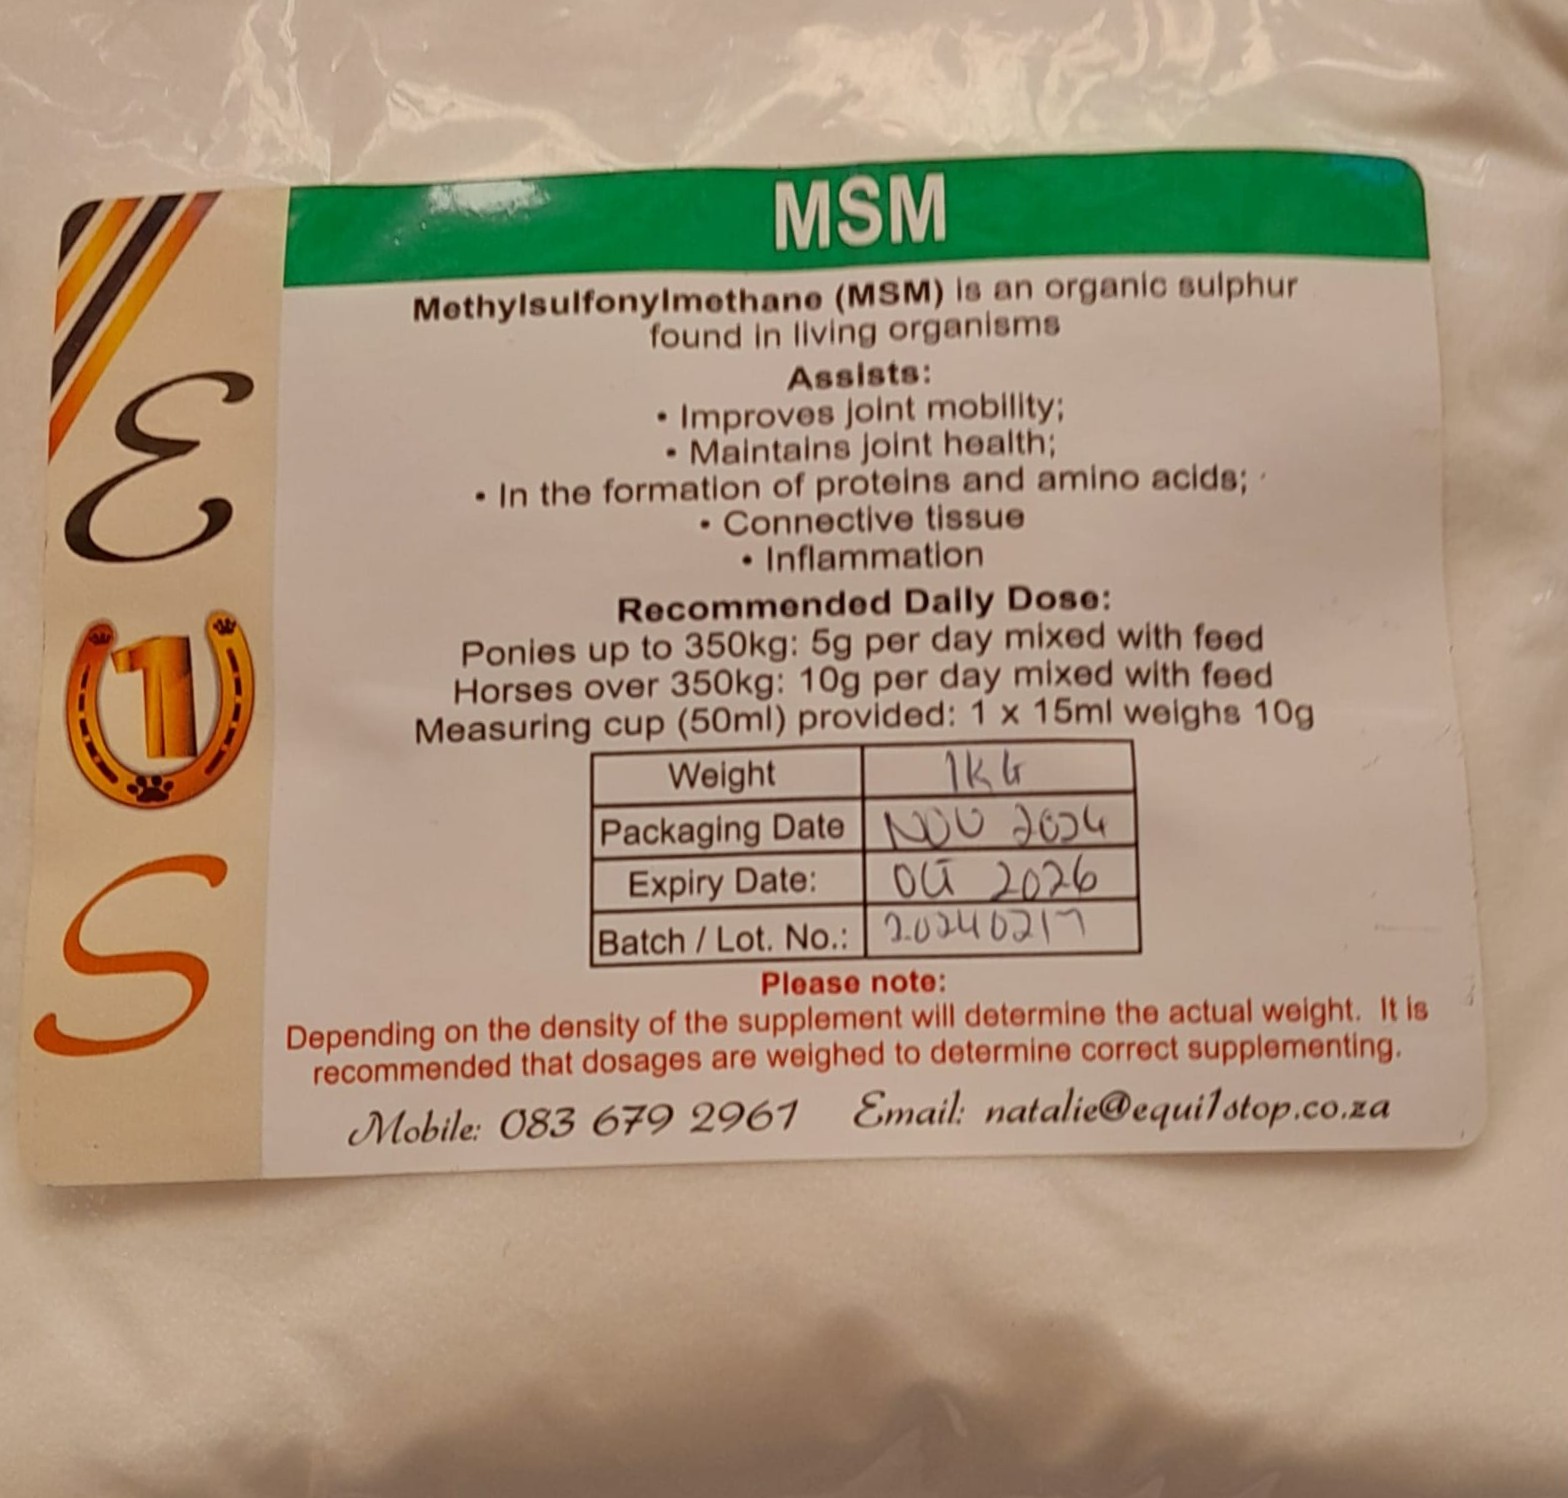 MSM
Methylsulfonylmethane (MSM) is an organic sulphur
found in living organisms
Assists:
• Improves joint mobility;
• Maintains joint health;
• In the formation of proteins and amino acids;
• Connective tissue
• Inflammation
Recommended Daily Dose:
Ponies up to 350kg: 5g per day mixed with feed
Horses over 350kg: 10g per day mixed with feed
Measuring cup (50ml) provided: 1 x 15ml weighs 10g
Weight 1KG
Packaging Date NOV 2024
Expiry Date: OCT 2026
Batch / Lot. No.: 20240217
Please note:
Depending on the density of the supplement will determine the actual weight. It is
recommended that dosages are weighed to determine correct supplementing.
Mobile: 083 679 2961 Email: natalie@equi1stop.co.za
E
1
S